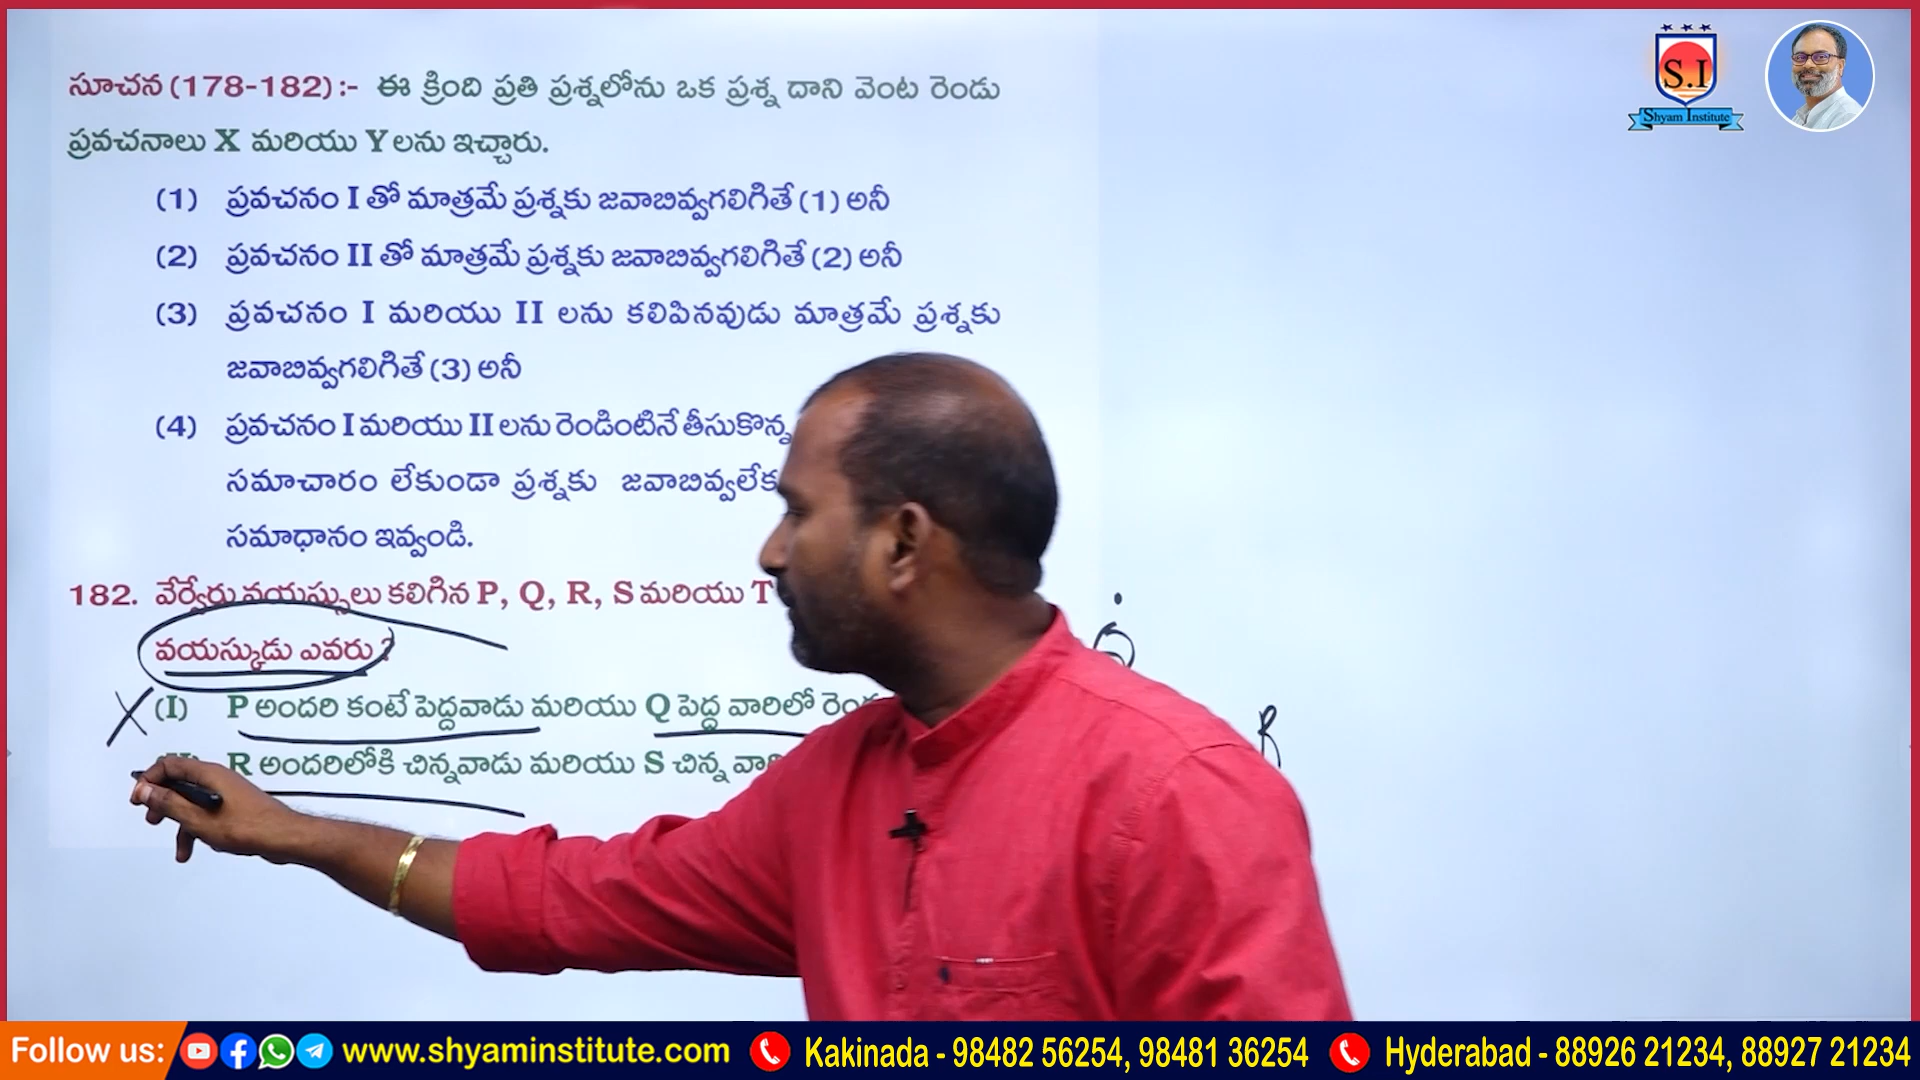 S.I
Shyam Institute
సూచన (178-182) :- ఈ క్రింది ప్రతి ప్రశ్నలోను ఒక ప్రశ్న దాని వెంట రెండు
ప్రవచనాలు X మరియు Y లను ఇచ్చారు.
(1) ప్రవచనం I తో మాత్రమే ప్రశ్నకు జవాబివ్వగలిగితే (1) అనీ
(2) ప్రవచనం II తో మాత్రమే ప్రశ్నకు జవాబివ్వగలిగితే (2) అనీ
(3) ప్రవచనం I మరియు II లను కలిపినవుడు మాత్రమే ప్రశ్నకు
జవాబివ్వగలిగితే (3) అనీ
(4) ప్రవచనం I మరియు II లను రెండింటినే తీసుకొన్న
సమాచారం లేకుండా ప్రశ్నకు జవాబివ్వలేక
సమాధానం ఇవ్వండి.
182. వేర్వేరు వయస్సులు కలిగిన P, Q, R, S మరియు T
వయస్కుడు ఎవరు ?
X (I) P అందరి కంటే పెద్దవాడు మరియు Q పెద్ద వారిలో
R అందరిలోకి చిన్నవాడు మరియు S చిన్న
R
Follow us: www.shyaminstitute.com Kakinada - 98482 56254, 98481 36254 Hyderabad - 88926 21234, 88927 21234